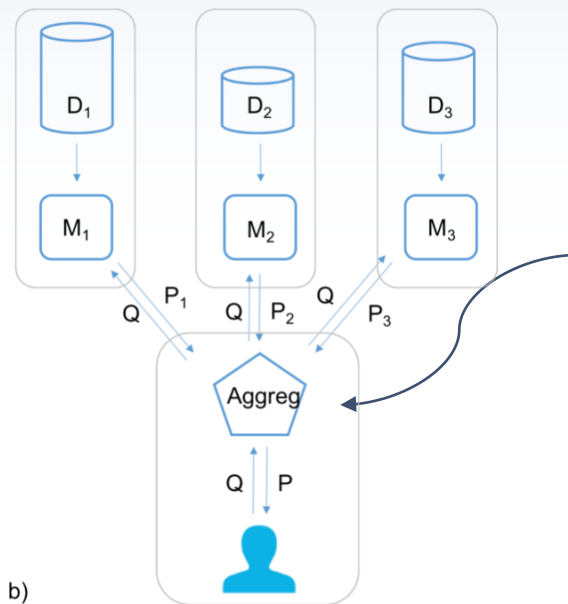 D₁ D₂ D₃
M₁ M₂ M₃
Q P₁ Q P₂ Q P₃
Aggreg
Q P
b)